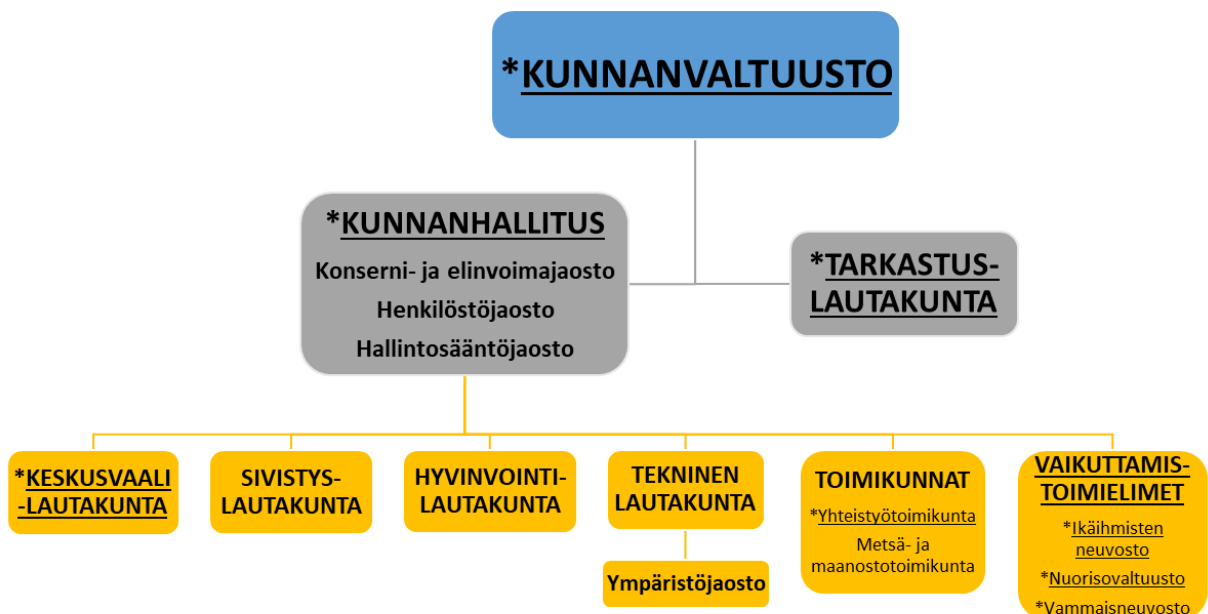 *KUNNANVALTUUSTO
*KUNNANHALLITUS
Konserni- ja elinvoimajaosto
Henkilöstöjaosto
Hallintosääntöjaosto
*TARKASTUS-
LAUTAKUNTA
*KESKUSVAALI
-LAUTAKUNTA
SIVISTYS-
LAUTAKUNTA
HYVINVOINTI-
LAUTAKUNTA
TEKNINEN
LAUTAKUNTA
Ympäristöjaosto
TOIMIKUNNAT
*Yhteistyötoimikunta
Metsä- ja
maanostotoimikunta
VAIKUTTAMIS-
TOIMIELIMET
*Ikäihmisten
neuvosto
*Nuorisovaltuusto
*Vammaisneuvosto